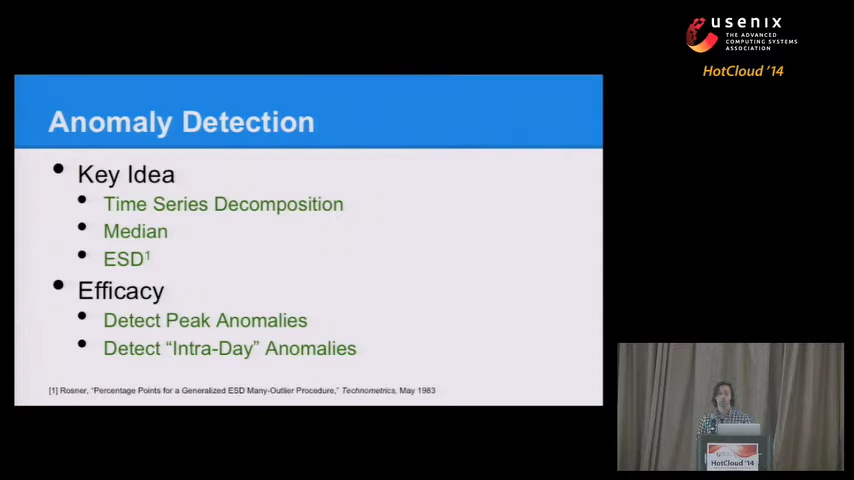 usenix
THE ADVANCED
COMPUTING SYSTEMS
ASSOCIATION
HotCloud '14
Anomaly Detection
• Key Idea
• Time Series Decomposition
• Median
• ESD¹
• Efficacy
• Detect Peak Anomalies
• Detect “Intra-Day” Anomalies
[1] Rosner, “Percentage Points for a Generalized ESD Many-Outlier Procedure,” Technometrics, May 1983
HotCloud '14